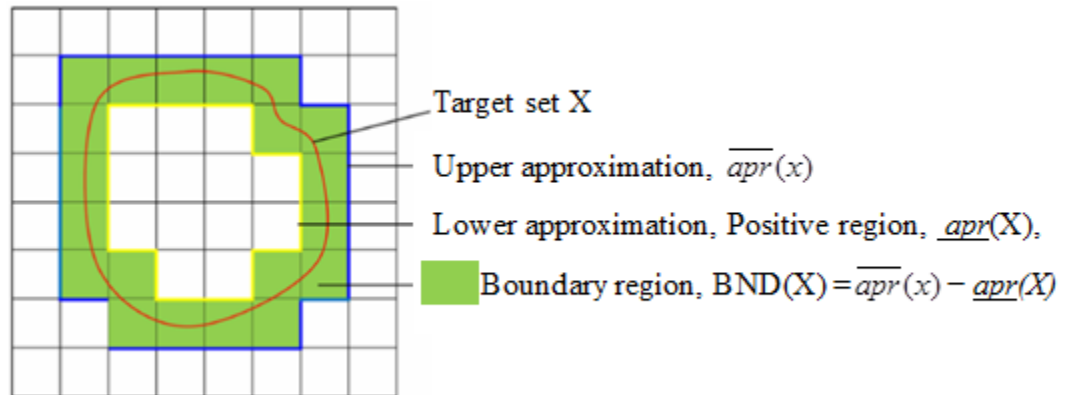 Target set X
Upper approximation, $\overline{apr}(x)$
Lower approximation, Positive region, $\underline{apr}$(X),
Boundary region, BND(X) = $\overline{apr}(x)$ − $\underline{apr}(X)$